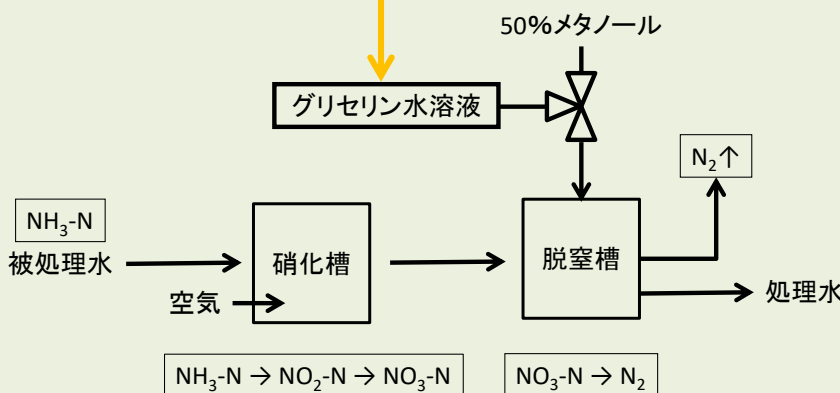 50%メタノール
グリセリン水溶液
N₂↑
NH₃-N
被処理水
硝化槽
脱窒槽
空気
処理水
NH₃-N → NO₂-N → NO₃-N
NO₃-N → N₂